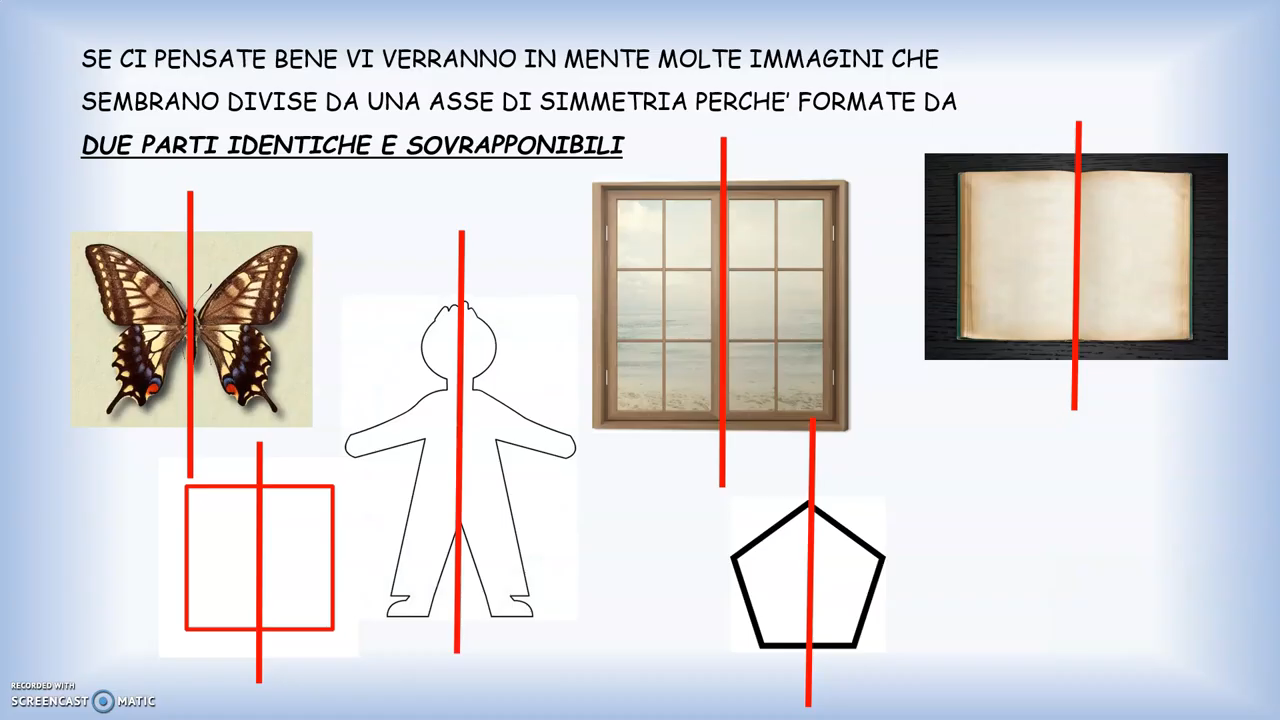 SE CI PENSATE BENE VI VERRANNO IN MENTE MOLTE IMMAGINI CHE
SEMBRANO DIVISE DA UNA ASSE DI SIMMETRIA PERCHE' FORMATE DA
DUE PARTI IDENTICHE E SOVRAPPONIBILI
RECORDED WITH
SCREENCAST MATIC